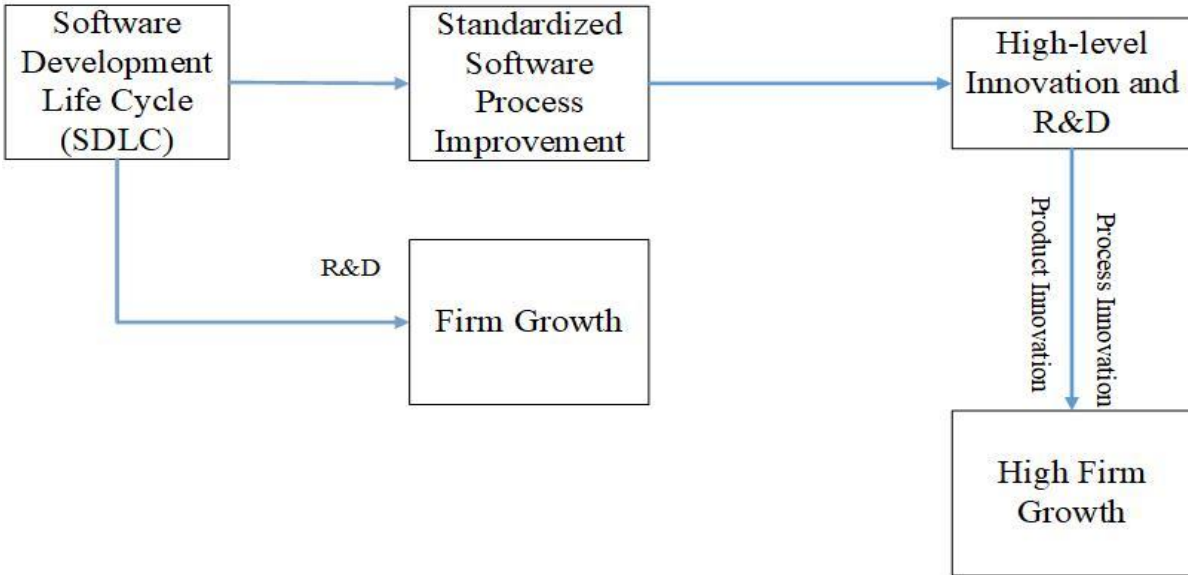 Software
Development
Life Cycle
(SDLC)
Standardized
Software
Process
Improvement
High-level
Innovation and
R&D
R&D
Firm Growth
Product Innovation
Process Innovation
High Firm
Growth